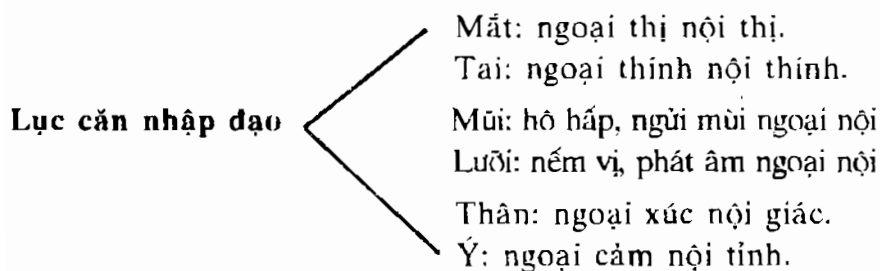 Mắt: ngoại thị nội thị.
Tai: ngoại thính nội thính.
Lục căn nhập đạo
Mũi: hô hấp, ngửi mùi ngoại nội
Lưỡi: nếm vị, phát âm ngoại nội
Thân: ngoại xúc nội giác.
Ý: ngoại cảm nội tỉnh.